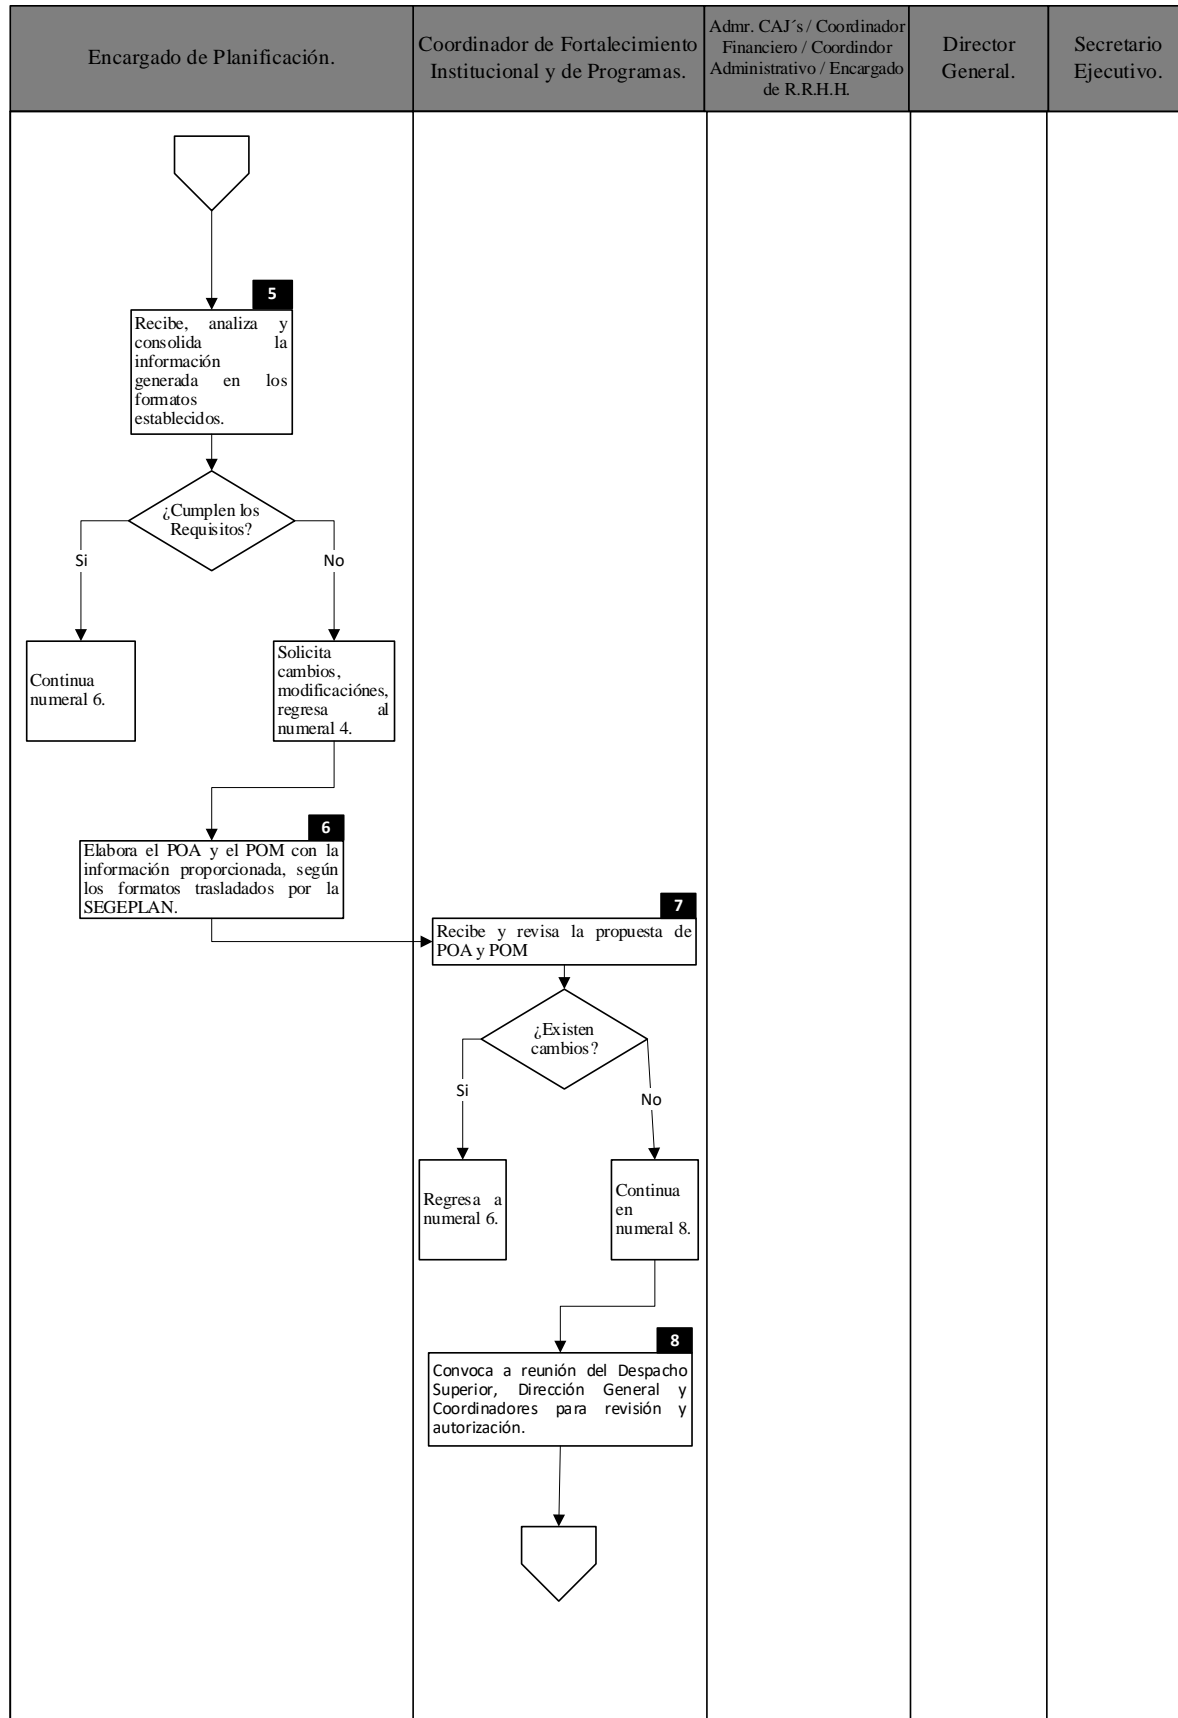 Encargado de Planificación.
Coordinador de Fortalecimiento
Institucional y de Programas.
Admr. CAJ´s / Coordinador
Financiero / Coordindor
Administrativo / Encargado
de R.R.H.H.
Director
General.
Secretario
Ejecutivo.
5
Recibe, analiza y
consolida la
información
generada en los
formatos
establecidos.
¿Cumplen los
Requisitos?
Si
No
Continua
numeral 6.
Solicita
cambios,
modificaciónes,
regresa al
numeral 4.
6
Elabora el POA y el POM con la
información proporcionada, según
los formatos trasladados por la
SEGEPLAN.
7
Recibe y revisa la propuesta de
POA y POM
¿Existen
cambios?
Si
No
Regresa a
numeral 6.
Continua
en
numeral 8.
8
Convoca a reunión del Despacho
Superior, Dirección General y
Coordinadores para revisión y
autorización.